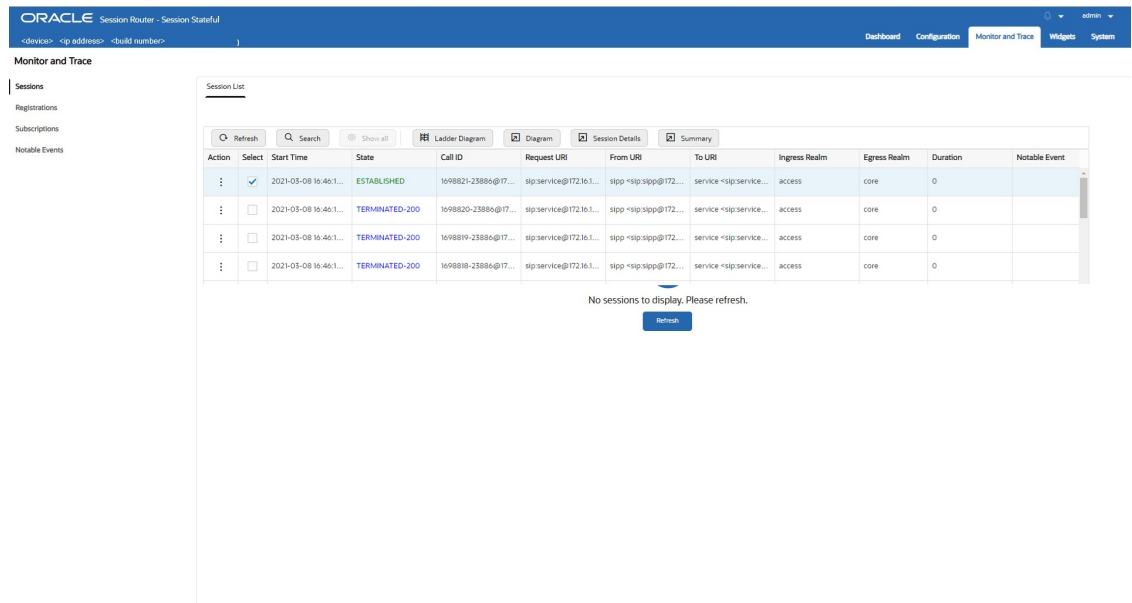 ORACLE Session Router - Session Stateful
admin
<device> <ip address> <build number> )
Dashboard Configuration Monitor and Trace Widgets System
Monitor and Trace
Sessions
Registrations
Subscriptions
Notable Events
Session List
Refresh Search Show all Ladder Diagram Diagram Session Details Summary
Action Select Start Time State Call ID Request URI From URI To URI Ingress Realm Egress Realm Duration Notable Event
2021-03-08 16:46:1... ESTABLISHED 1698821-23886@17... sip:service@172.16.1... sipp <sip:sipp@172.... service <sip:service... access core 0
2021-03-08 16:46:1... TERMINATED-200 1698820-23886@17... sip:service@172.16.1... sipp <sip:sipp@172.... service <sip:service... access core 0
2021-03-08 16:46:1... TERMINATED-200 1698819-23886@17... sip:service@172.16.1... sipp <sip:sipp@172.... service <sip:service... access core 0
2021-03-08 16:46:1... TERMINATED-200 1698818-23886@17... sip:service@172.16.1... sipp <sip:sipp@172.... service <sip:service... access core 0
No sessions to display. Please refresh.
Refresh